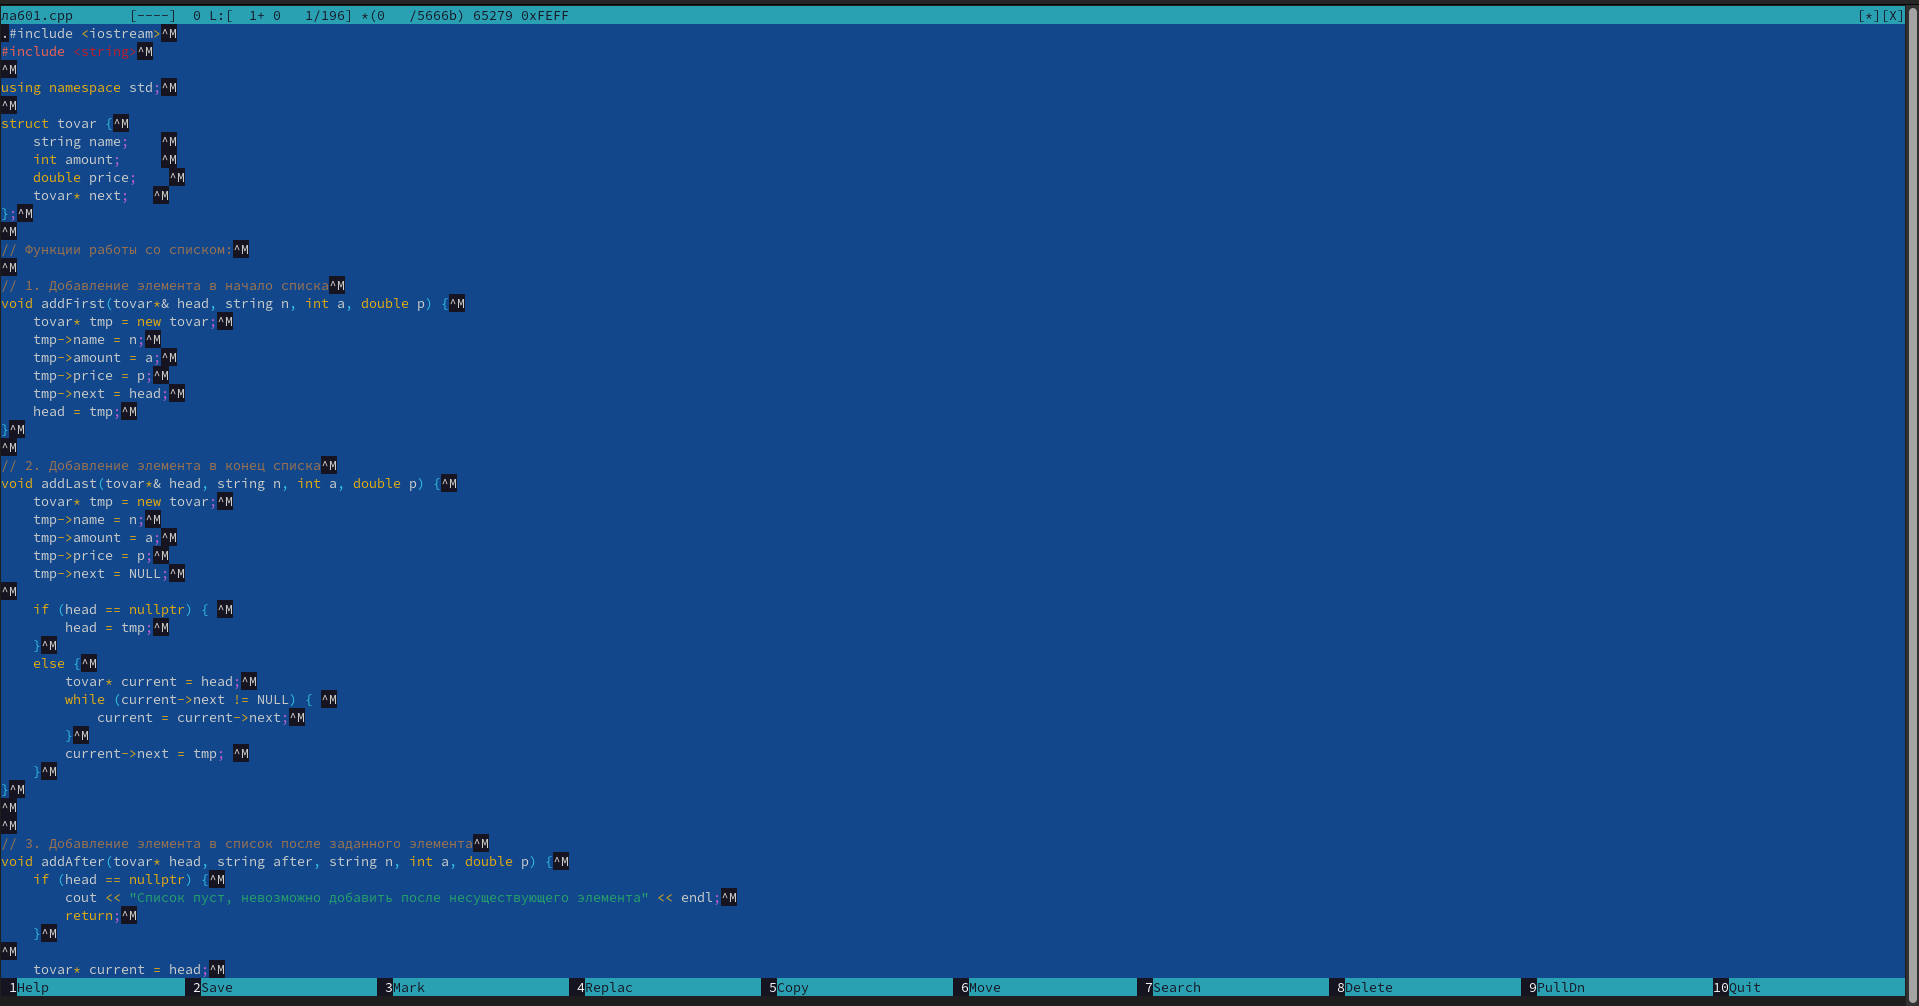 ла601.cpp       [----]  0 L:[  1+ 0   1/196] *(0   /5666b) 65279 0xFEFF                    [*][X]
.#include <iostream>^M
#include <string>^M
^M
using namespace std;^M
^M
struct tovar {^M
    string name;    ^M
    int amount;     ^M
    double price;    ^M
    tovar* next;   ^M
};^M
^M
// Функции работы со списком:^M
^M
// 1. Добавление элемента в начало списка^M
void addFirst(tovar*& head, string n, int a, double p) {^M
    tovar* tmp = new tovar;^M
    tmp->name = n;^M
    tmp->amount = a;^M
    tmp->price = p;^M
    tmp->next = head;^M
    head = tmp;^M
}^M
^M
// 2. Добавление элемента в конец списка^M
void addLast(tovar*& head, string n, int a, double p) {^M
    tovar* tmp = new tovar;^M
    tmp->name = n;^M
    tmp->amount = a;^M
    tmp->price = p;^M
    tmp->next = NULL;^M
^M
    if (head == nullptr) { ^M
        head = tmp;^M
    }^M
    else {^M
        tovar* current = head;^M
        while (current->next != NULL) { ^M
            current = current->next;^M
        }^M
        current->next = tmp; ^M
    }^M
}^M
^M
^M
// 3. Добавление элемента в список после заданного элемента^M
void addAfter(tovar* head, string after, string n, int a, double p) {^M
    if (head == nullptr) {^M
        cout << "Список пуст, невозможно добавить после несуществующего элемента" << endl;^M
        return;^M
    }^M
^M
    tovar* current = head;^M
1Help 2Save 3Mark 4Replac 5Copy 6Move 7Search 8Delete 9PullDn 10Quit